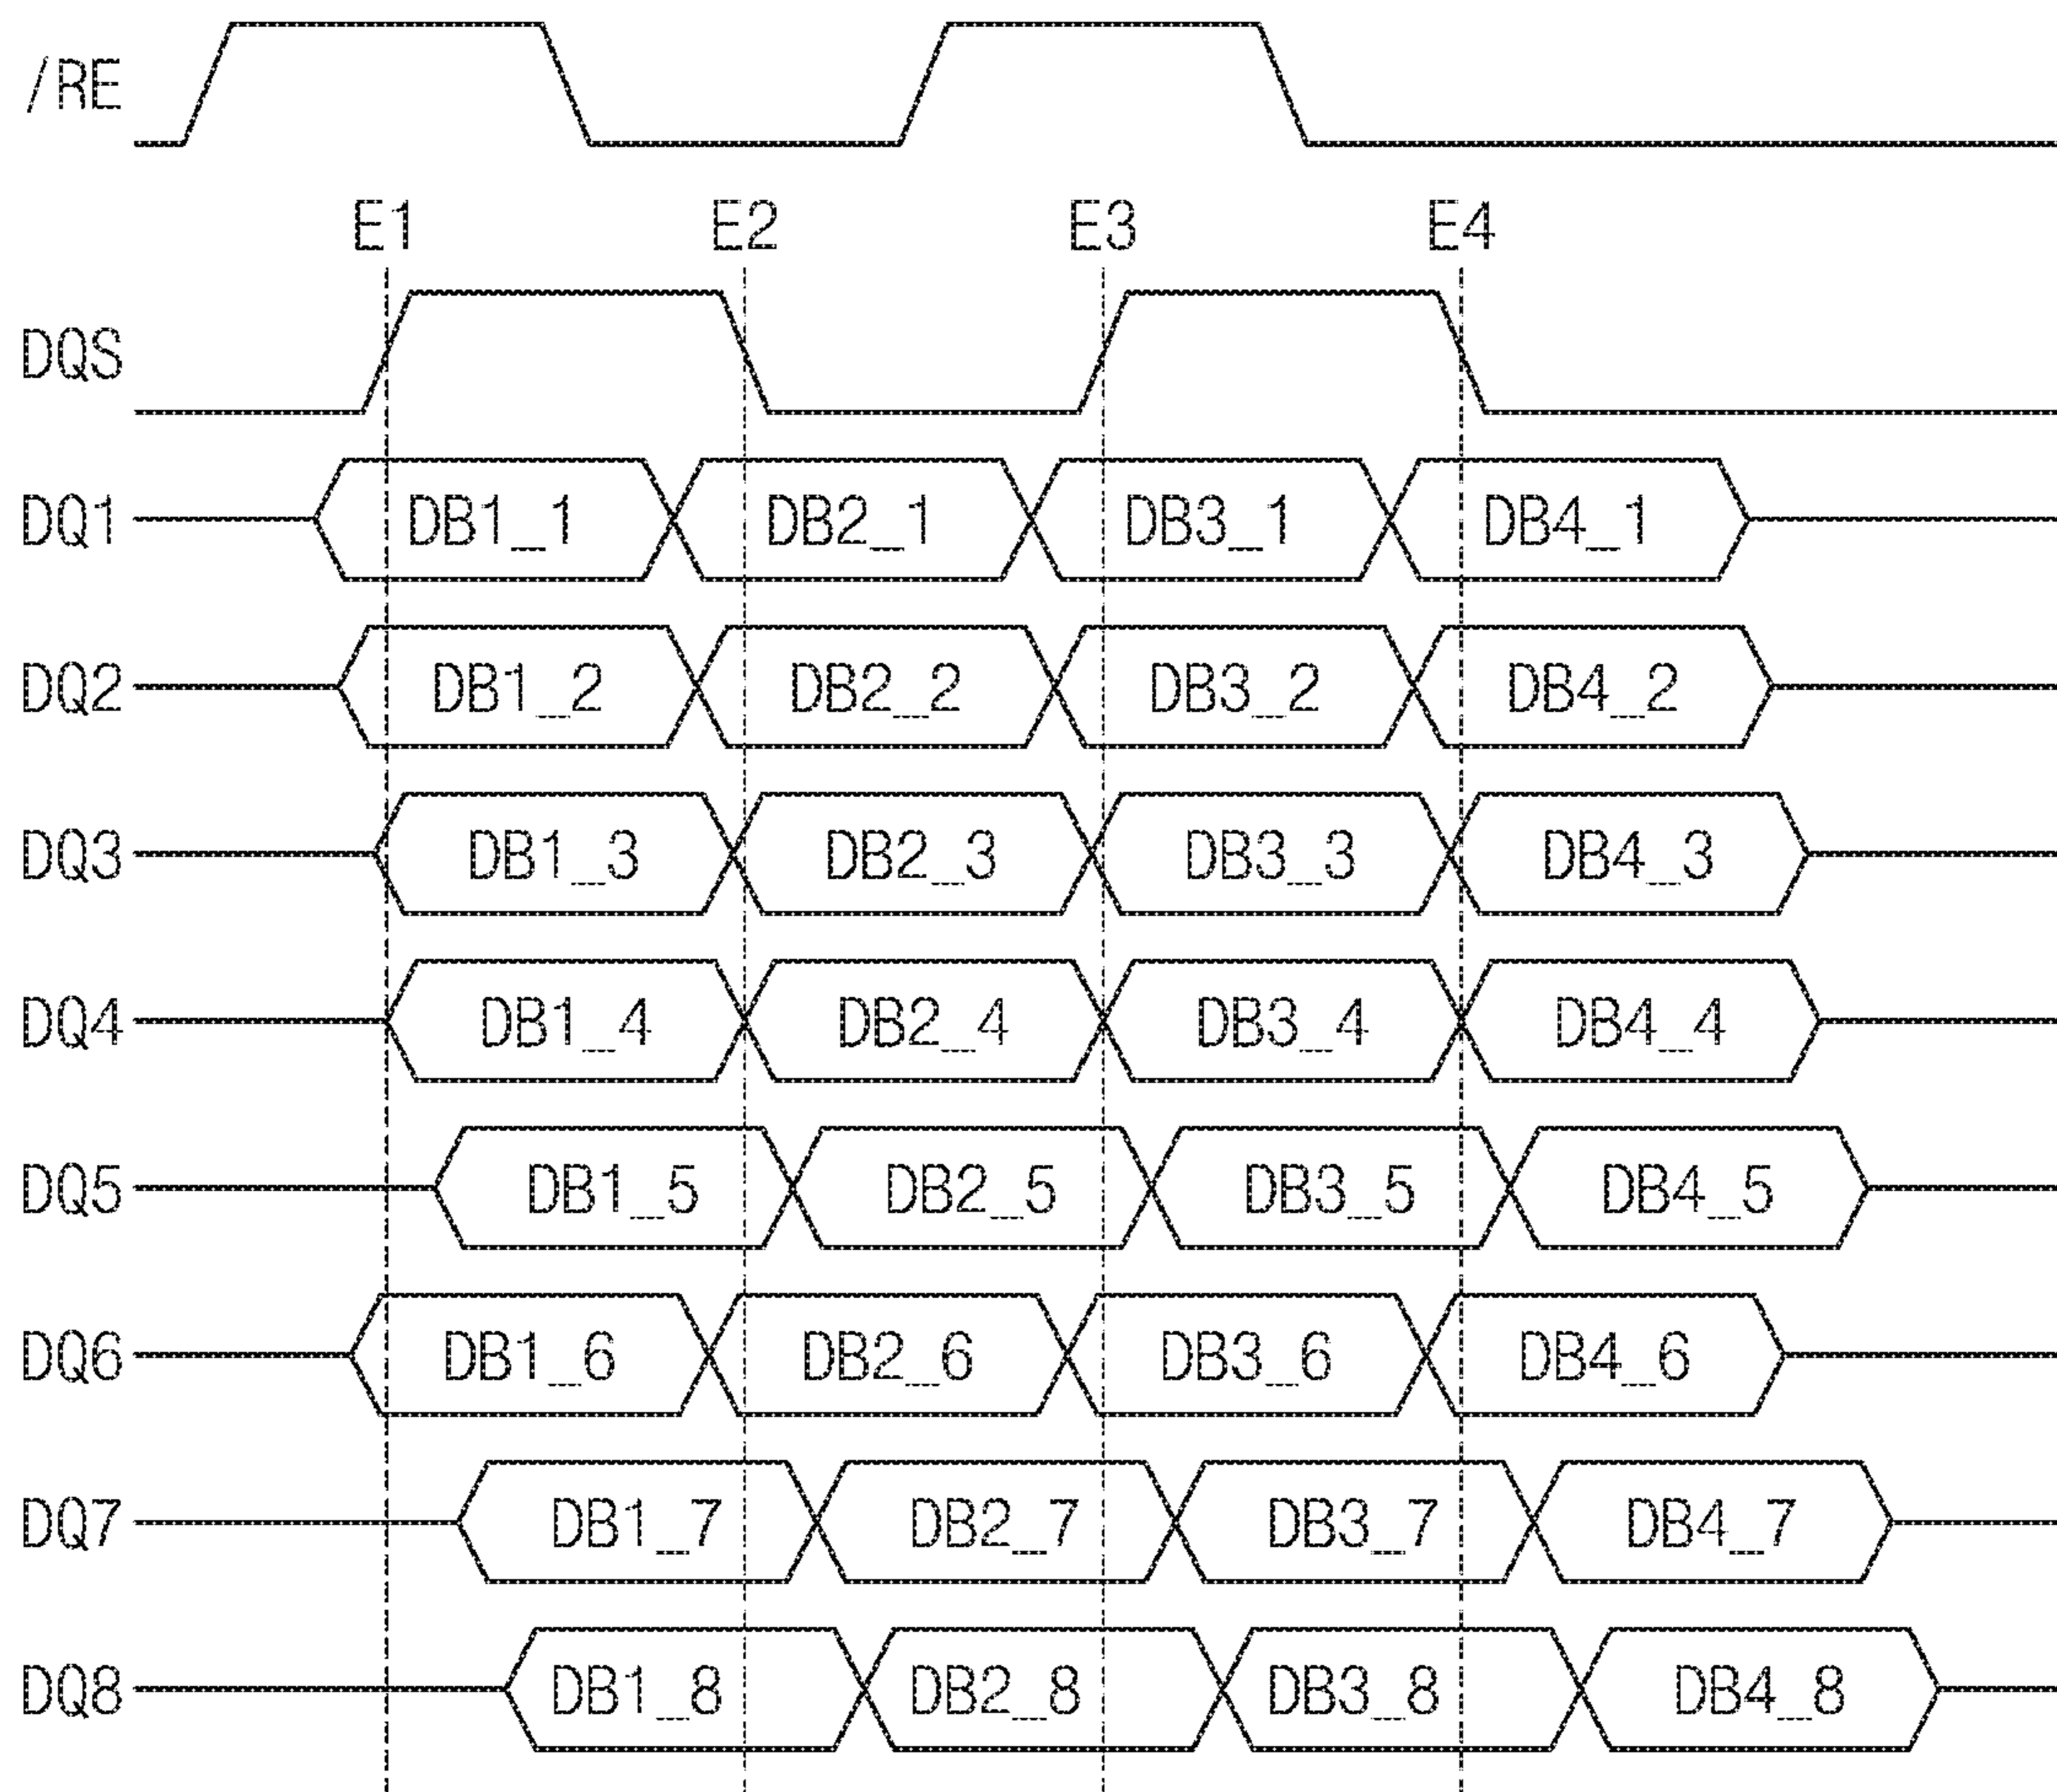 /RE
E1 E2 E3 E4
DQS
DQ1 DB1_1 DB2_1 DB3_1 DB4_1
DQ2 DB1_2 DB2_2 DB3_2 DB4_2
DQ3 DB1_3 DB2_3 DB3_3 DB4_3
DQ4 DB1_4 DB2_4 DB3_4 DB4_4
DQ5 DB1_5 DB2_5 DB3_5 DB4_5
DQ6 DB1_6 DB2_6 DB3_6 DB4_6
DQ7 DB1_7 DB2_7 DB3_7 DB4_7
DQ8 DB1_8 DB2_8 DB3_8 DB4_8